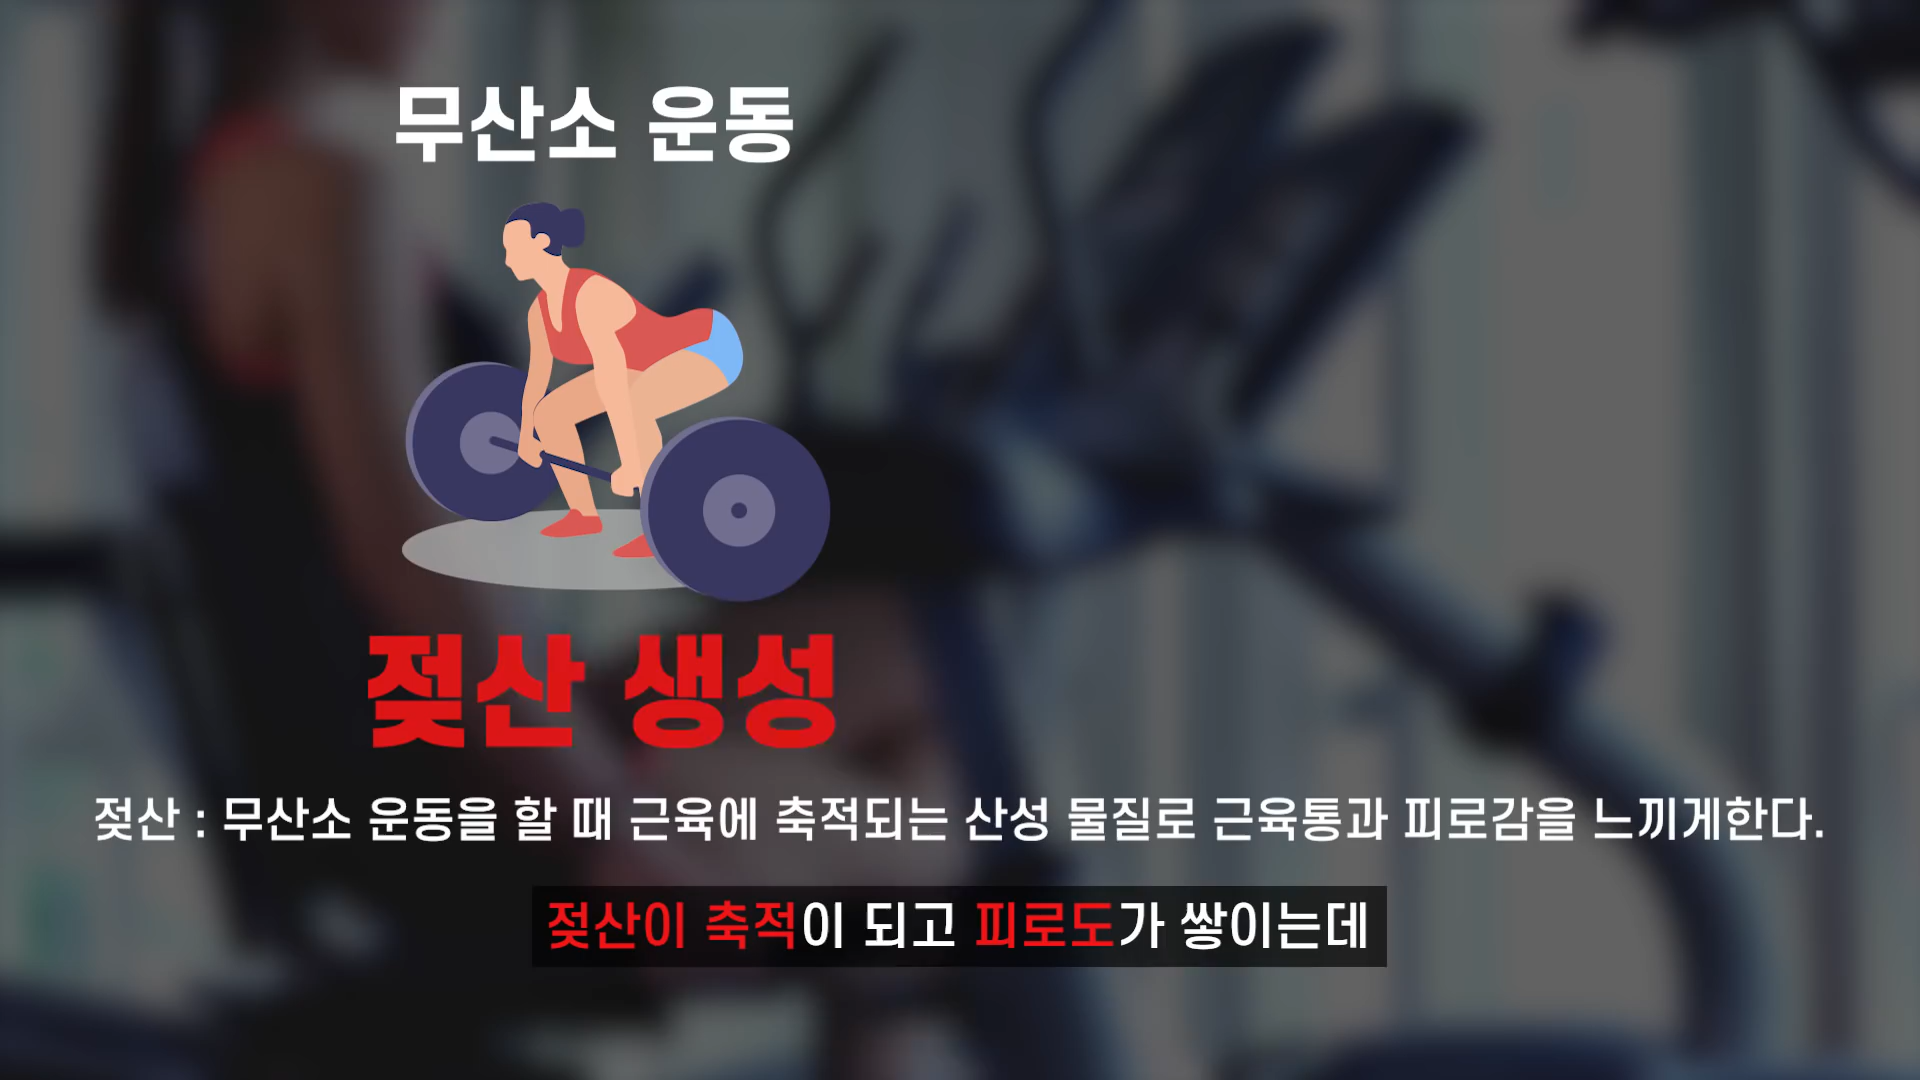 무산소 운동
젖산 생성
젖산 : 무산소 운동을 할 때 근육에 축적되는 산성 물질로 근육통과 피로감을 느끼게한다.
젖산이 축적이 되고 피로도가 쌓이는데